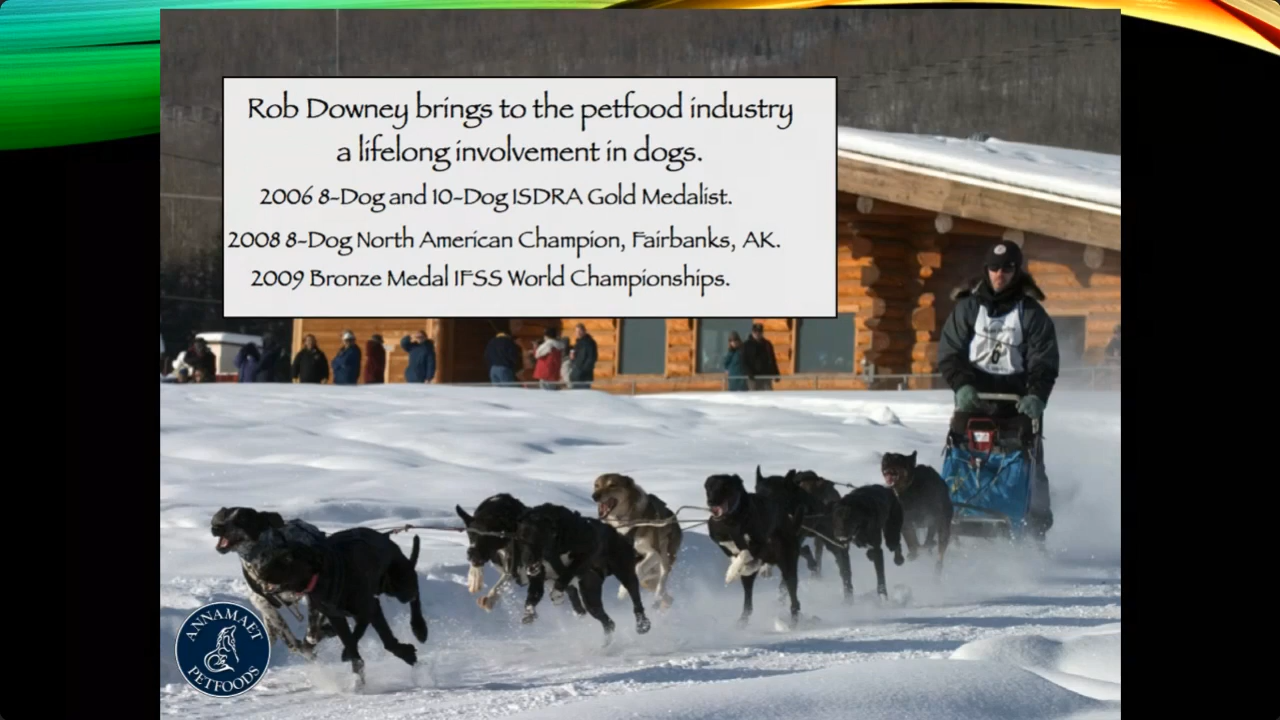 Rob Downey brings to the petfood industry
a lifelong involvement in dogs.
2006 8-Dog and 10-Dog ISDRA Gold Medalist.
2008 8-Dog North American Champion, Fairbanks, AK.
2009 Bronze Medal IFSS World Championships.
6
ANNAMAET
PETFOODS